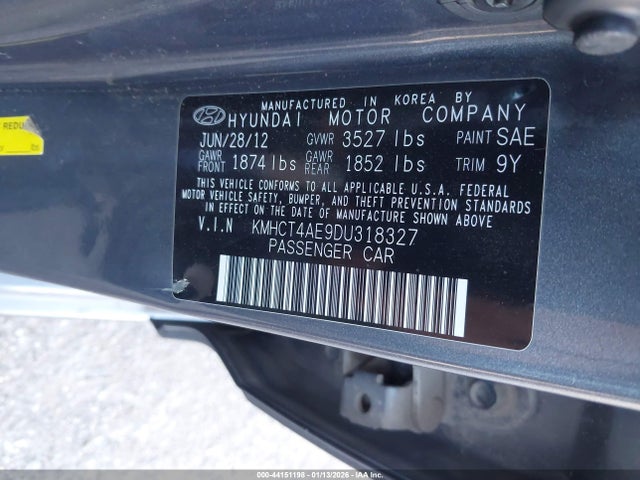 REDU
lbs
MANUFACTURED IN KOREA BY
HYUNDAI MOTOR COMPANY
JUN/28/12 GVWR 3527 lbs PAINT SAE
GAWR FRONT 1874 lbs GAWR REAR 1852 lbs TRIM 9Y
THIS VEHICLE CONFORMS TO ALL APPLICABLE U.S.A. FEDERAL
MOTOR VEHICLE SAFETY, BUMPER, AND THEFT PREVENTION STANDARDS
IN EFFECT ON THE DATE OF MANUFACTURE SHOWN ABOVE
V.I.N KMHCT4AE9DU318327
PASSENGER CAR
000-44151198 - 01/13/2026 - IAA Inc.